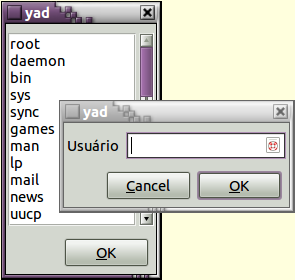 yad
root
daemon
bin
sys
sync
games
man
lp
mail
news
uucp
OK
yad
Usuário
Cancel
OK